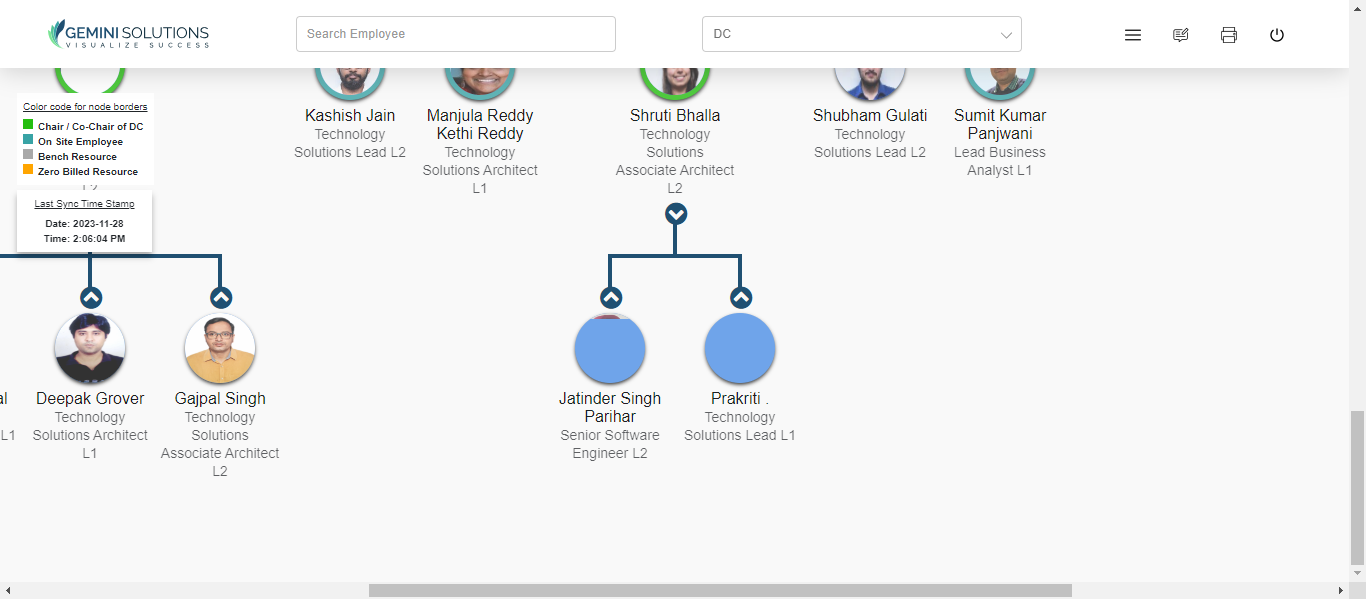 GEMINI SOLUTIONS
VISUALIZE SUCCESS
Search Employee
DC
Color code for node borders
Chair / Co-Chair of DC
On Site Employee
Bench Resource
Zero Billed Resource
L2
Last Sync Time Stamp
Date: 2023-11-28
Time: 2:06:04 PM
Kashish Jain
Technology
Solutions Lead L2
Manjula Reddy
Kethi Reddy
Technology
Solutions Architect
L1
Shruti Bhalla
Technology
Solutions
Associate Architect
L2
Shubham Gulati
Technology
Solutions Lead L2
Sumit Kumar
Panjwani
Lead Business
Analyst L1
al
L1
Deepak Grover
Technology
Solutions Architect
L1
Gajpal Singh
Technology
Solutions
Associate Architect
L2
Jatinder Singh
Parihar
Senior Software
Engineer L2
Prakriti .
Technology
Solutions Lead L1